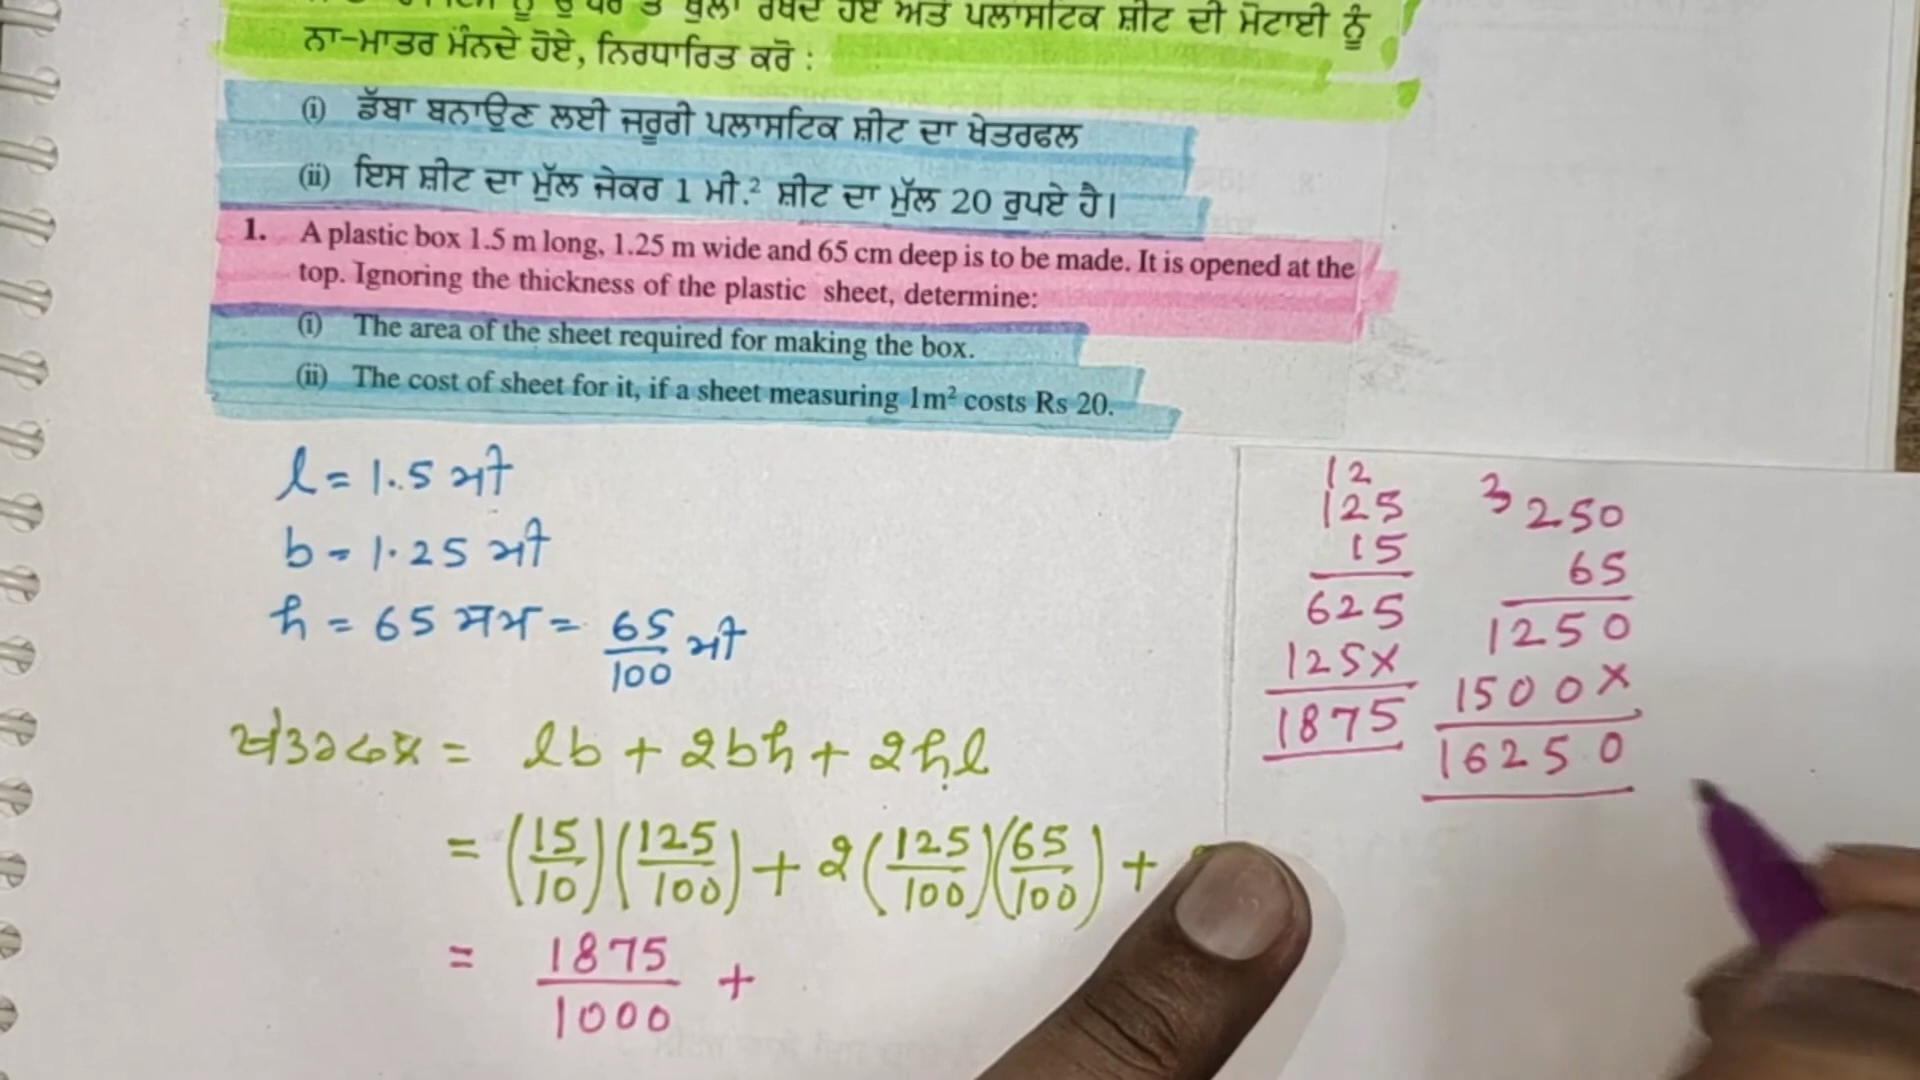 ਨੂੰ ਖੁੱਲਾ ਰੱਖਦੇ ਹੋਏ ਅਤੇ ਪਲਾਸਟਿਕ ਸ਼ੀਟ ਦੀ ਮੋਟਾਈ ਨੂੰ
ਨਾ-ਮਾਤਰ ਮੰਨਦੇ ਹੋਏ, ਨਿਰਧਾਰਿਤ ਕਰੋ :
(i) ਡੱਬਾ ਬਨਾਉਣ ਲਈ ਜਰੂਰੀ ਪਲਾਸਟਿਕ ਸ਼ੀਟ ਦਾ ਖੇਤਰਫਲ
(ii) ਇਸ ਸ਼ੀਟ ਦਾ ਮੁੱਲ ਜੇਕਰ 1 ਮੀ.² ਸ਼ੀਟ ਦਾ ਮੁੱਲ 20 ਰੁਪਏ ਹੈ।
1. A plastic box 1.5 m long, 1.25 m wide and 65 cm deep is to be made. It is opened at the
top. Ignoring the thickness of the plastic sheet, determine:
(i) The area of the sheet required for making the box.
(ii) The cost of sheet for it, if a sheet measuring 1m² costs Rs 20.
l = 1.5 ਮੀ
b = 1.25 ਮੀ
h = 65 ਸਮ = 65/100 ਮੀ
ਖੇਤਰਫਲ = lb + 2bh + 2hl
= (15/10)(125/100) + 2(125/100)(65/100) +
= 1875/1000 +
12
125
15
625
125×
1875
3
250
65
1250
1500×
16250